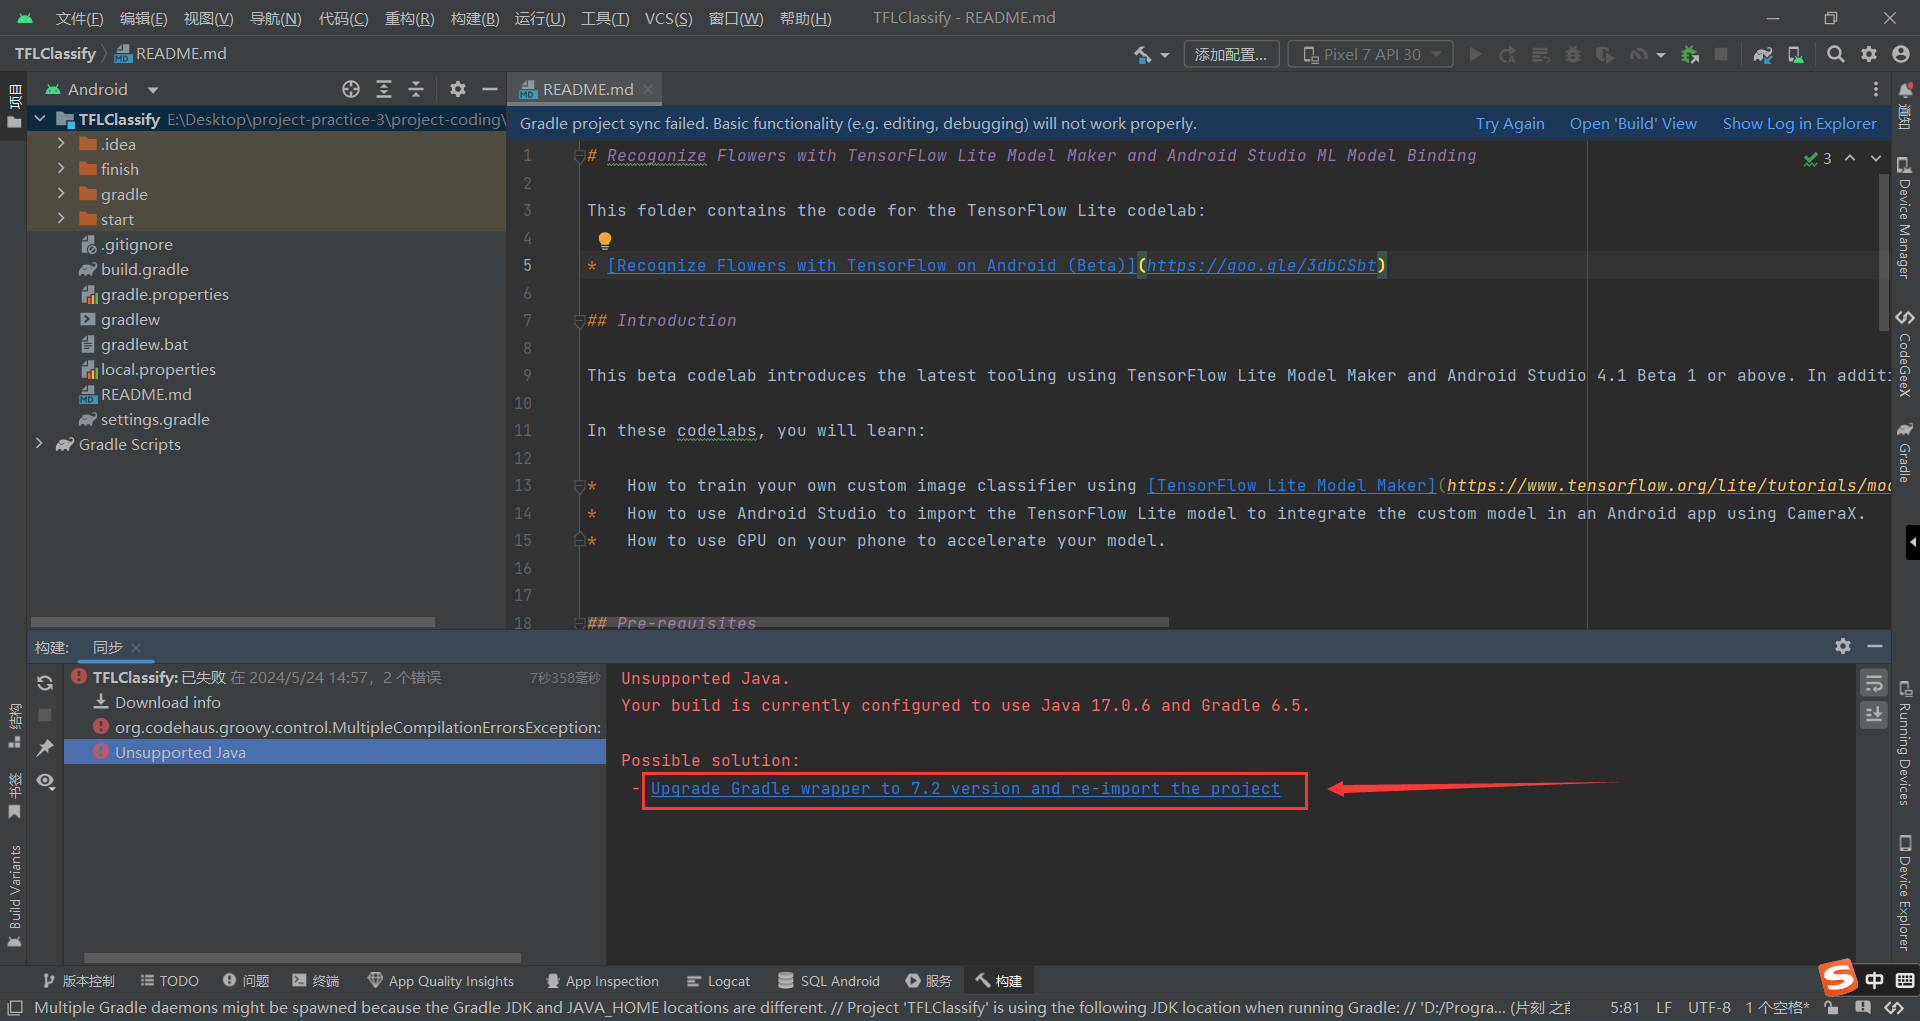 文件(F) 编辑(E) 视图(V) 导航(N) 代码(C) 重构(R) 构建(B) 运行(U) 工具(T) VCS(S) 窗口(W) 帮助(H) TFLClassify - README.md
TFLClassify README.md 添加配置... Pixel 7 API 30
项目
Android
README.md
TFLClassify E:\Desktop\project-practice-3\project-coding\
.idea
finish
gradle
start
.gitignore
build.gradle
gradle.properties
gradlew
gradlew.bat
local.properties
README.md
settings.gradle
Gradle Scripts
Gradle project sync failed. Basic functionality (e.g. editing, debugging) will not work properly. Try Again Open 'Build' View Show Log in Explorer
3
1 # Recogonize Flowers with TensorFLow Lite Model Maker and Android Studio ML Model Binding
2
3 This folder contains the code for the TensorFlow Lite codelab:
4
5 * [Recognize Flowers with TensorFlow on Android (Beta)](https://goo.gle/3dbCSbt)
6
7 ## Introduction
8
9 This beta codelab introduces the latest tooling using TensorFlow Lite Model Maker and Android Studio 4.1 Beta 1 or above. In additi
10
11 In these codelabs, you will learn:
12
13 * How to train your own custom image classifier using [TensorFlow Lite Model Maker](https://www.tensorflow.org/lite/tutorials/mod
14 * How to use Android Studio to import the TensorFlow Lite model to integrate the custom model in an Android app using CameraX.
15 * How to use GPU on your phone to accelerate your model.
16
17
18 ## Pre-requisites
通知
Device Manager
CodeGeeX
Gradle
Running Devices
Device Explorer
构建: 同步
TFLClassify: 已失败 在 2024/5/24 14:57，2 个错误 7秒358毫秒
Download info
org.codehaus.groovy.control.MultipleCompilationErrorsException:
Unsupported Java
Unsupported Java.
Your build is currently configured to use Java 17.0.6 and Gradle 6.5.
Possible solution:
- Upgrade Gradle wrapper to 7.2 version and re-import the project
结构
书签
Build Variants
版本控制 TODO 问题 终端 App Quality Insights App Inspection Logcat SQL Android 服务 构建
S 中
Multiple Gradle daemons might be spawned because the Gradle JDK and JAVA_HOME locations are different. // Project 'TFLClassify' is using the following JDK location when running Gradle: // 'D:/Progra... (片刻 之前 5:81 LF UTF-8 1 个空格*